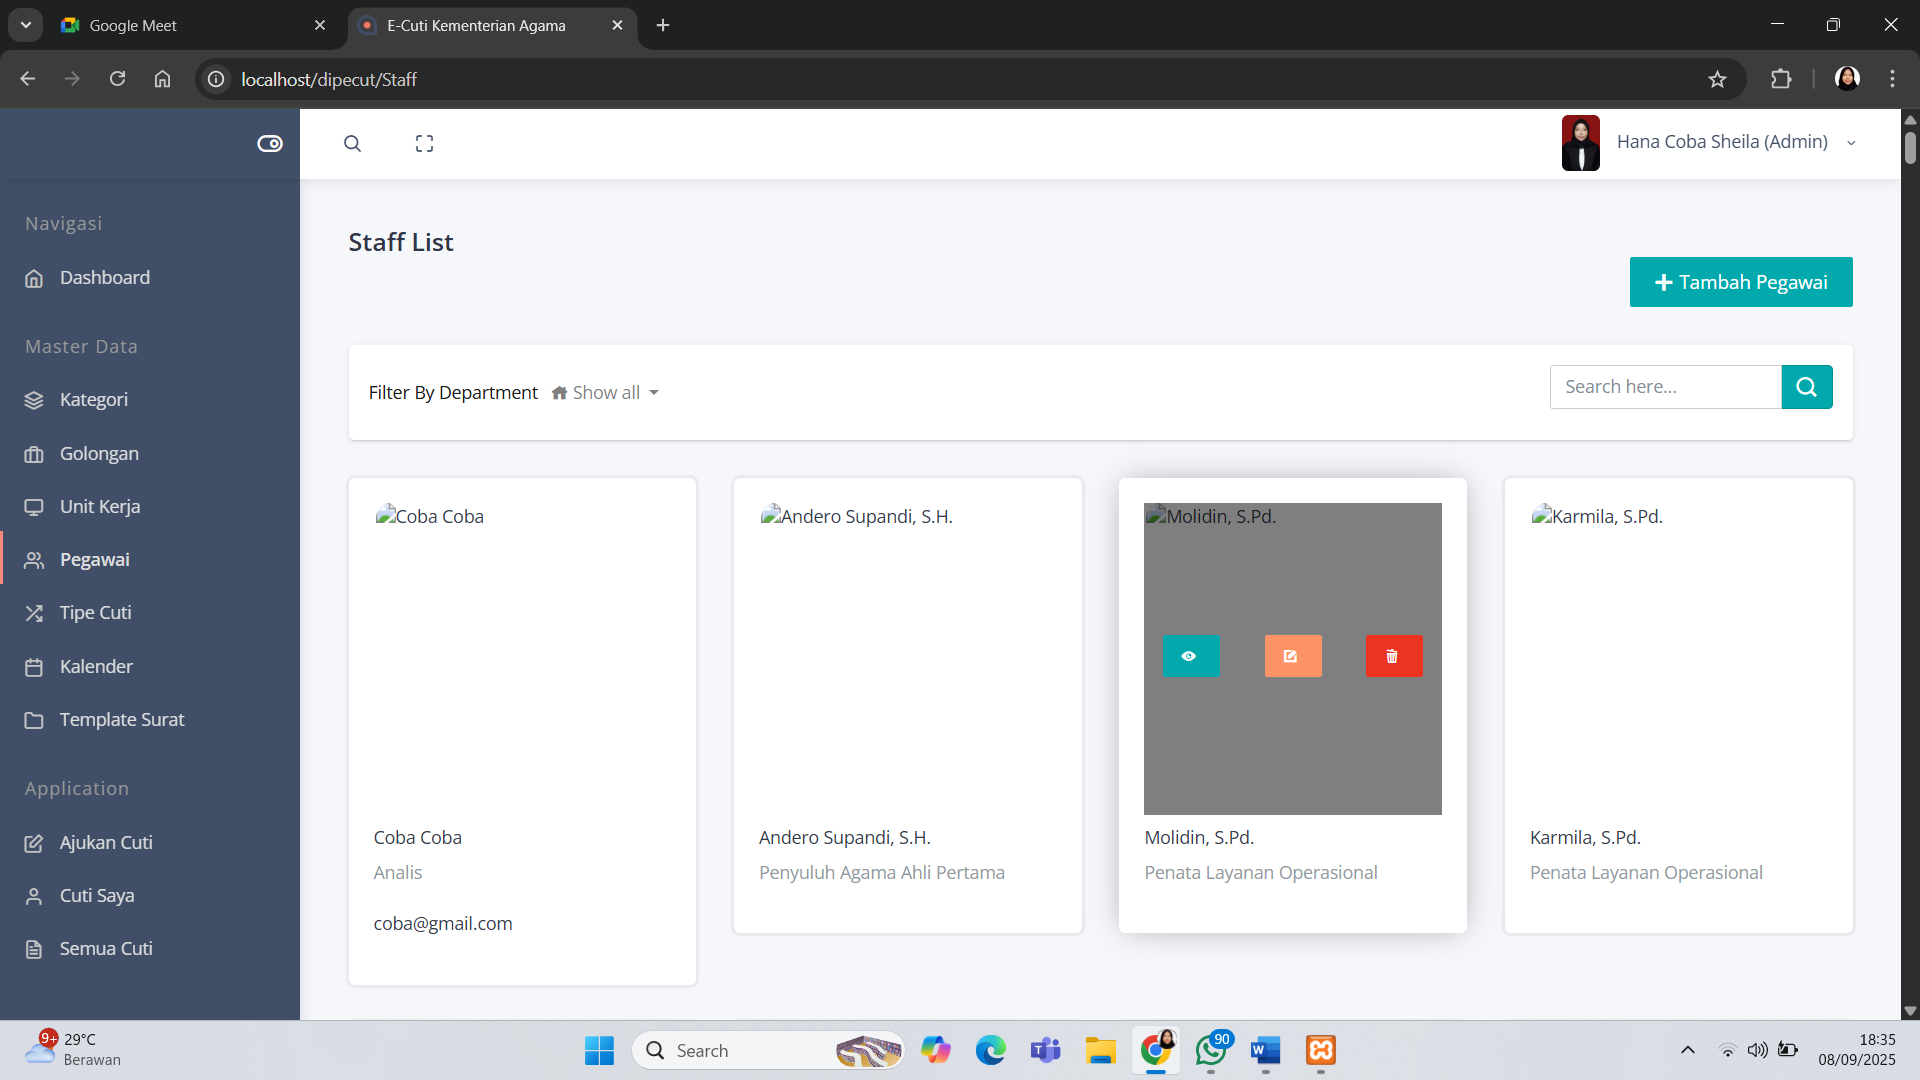 Google Meet
E-Cuti Kementerian Agama
localhost/dipecut/Staff
Hana Coba Sheila (Admin)
Navigasi
Dashboard
Master Data
Kategori
Golongan
Unit Kerja
Pegawai
Tipe Cuti
Kalender
Template Surat
Application
Ajukan Cuti
Cuti Saya
Semua Cuti
Staff List
Tambah Pegawai
Filter By Department Show all
Search here...
Coba Coba
Coba Coba
Analis
coba@gmail.com
Andero Supandi, S.H.
Andero Supandi, S.H.
Penyuluh Agama Ahli Pertama
Molidin, S.Pd.
Molidin, S.Pd.
Penata Layanan Operasional
Karmila, S.Pd.
Karmila, S.Pd.
Penata Layanan Operasional
9+
29°C
Berawan
Search
T
90
W
18:35
08/09/2025